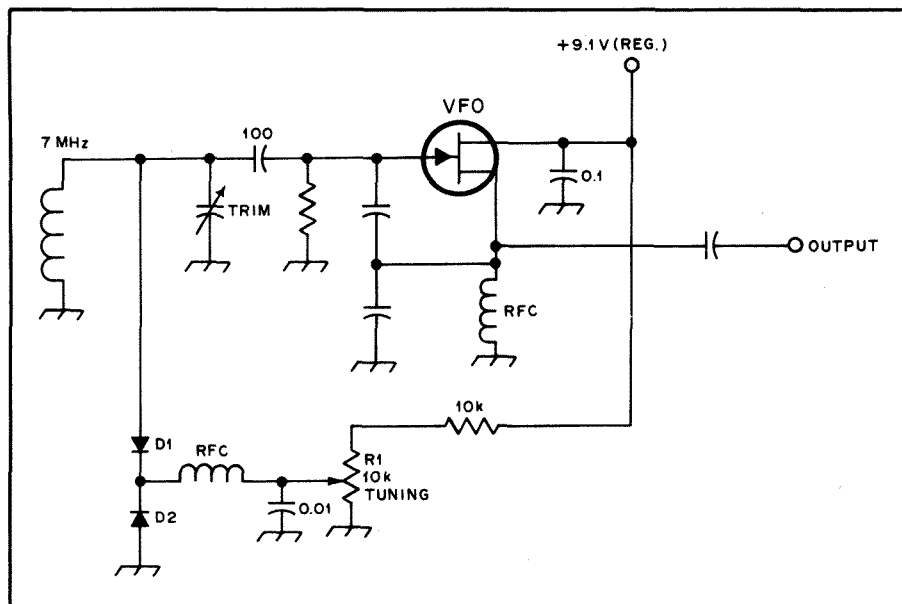 +9.1V (REG.)
VFO
7 MHz
100
TRIM
0.1
OUTPUT
RFC
10k
D1
RFC
R1
10k
TUNING
D2
0.01